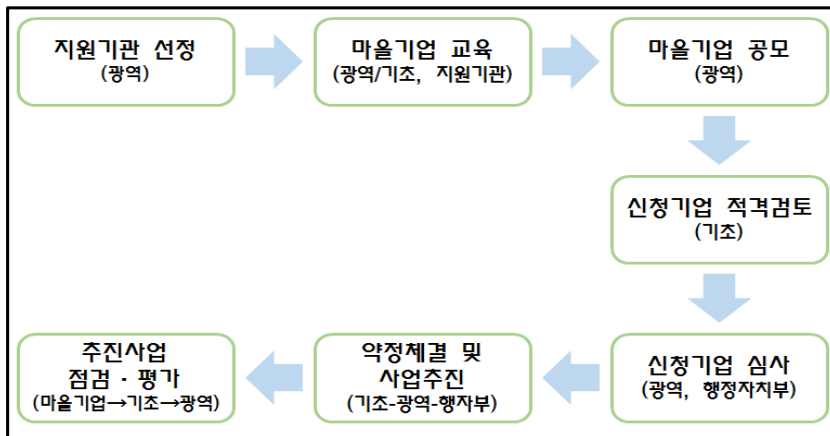 지원기관 선정
(광역)
마을기업 교육
(광역/기초, 지원기관)
마을기업 공모
(광역)
신청기업 적격검토
(기초)
신청기업 심사
(광역, 행정자치부)
약정체결 및
사업추진
(기초-광역-행자부)
추진사업
점검·평가
(마을기업→기초→광역)